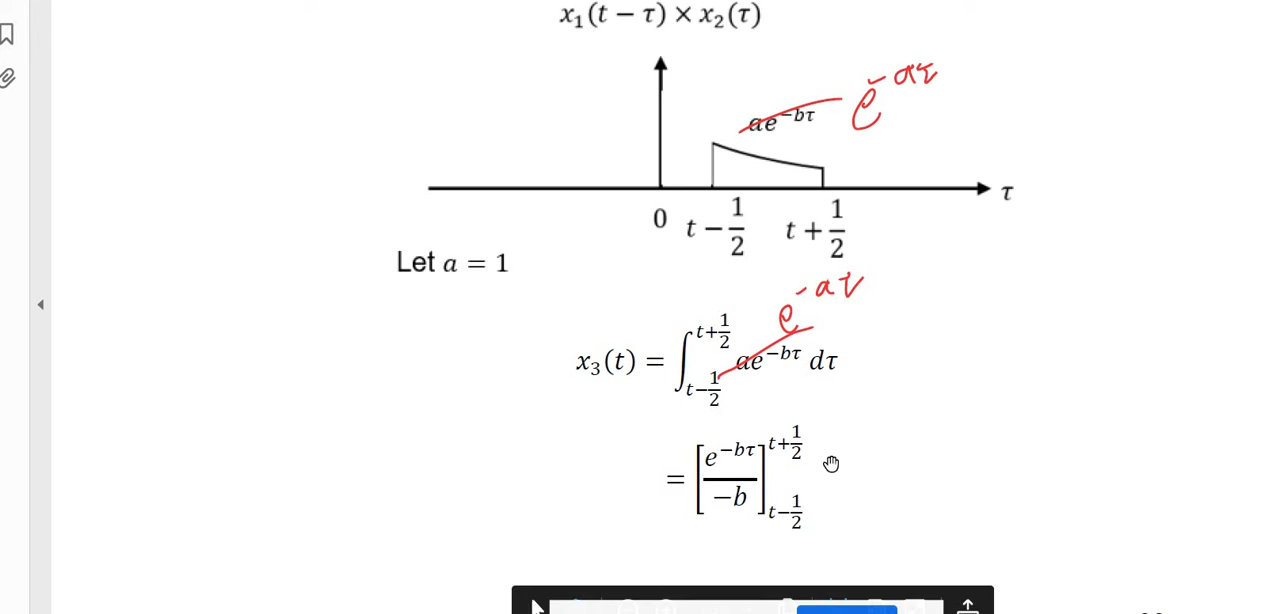 x₁(t − τ) × x₂(τ)
ae^{−bτ} e^{−aτ}
τ
0 t − 1/2 t + 1/2
Let a = 1
e^{−aτ}
x₃(t) = ∫_{t−1/2}^{t+1/2} ae^{−bτ} dτ
= [e^{−bτ}/−b]_{t−1/2}^{t+1/2}